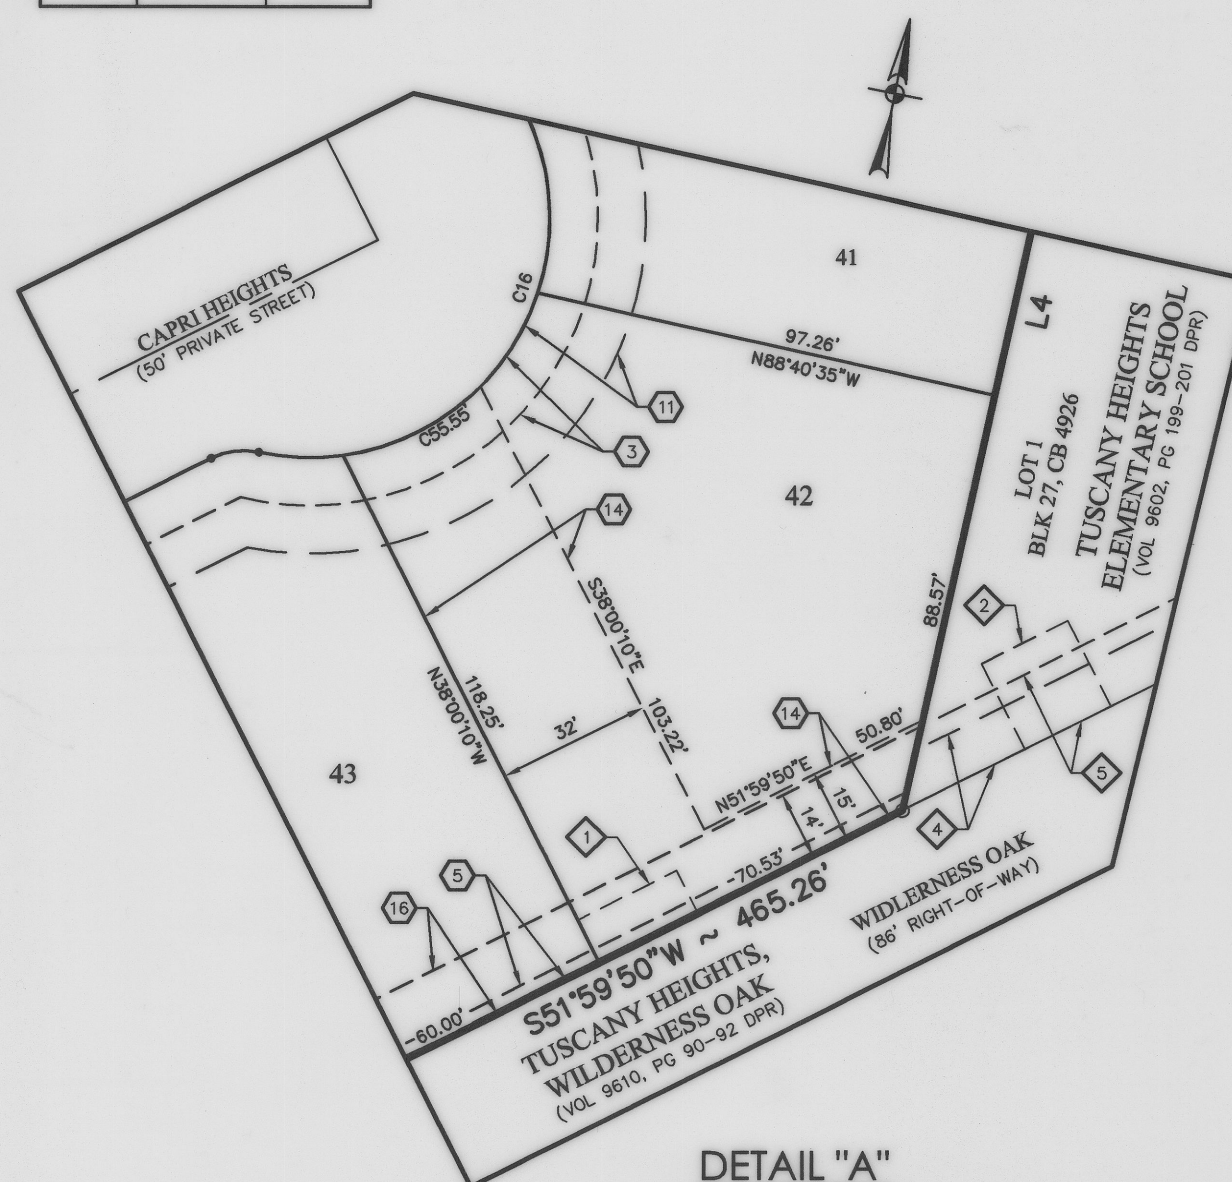 CAPRI HEIGHTS
(50' PRIVATE STREET)
C16
41
97.26'
N88°40'35"W
L4
LOT 1
BLK 27, CB 4926
TUSCANY HEIGHTS
ELEMENTARY SCHOOL
(VOL 9602, PG 199-201 DPR)
11
3
C55.55'
14
42
S38°00'10"E
103.22'
88.57'
2
118.25'
N38°00'10"W
32'
43
14
50.80'
N51°59'50"E
15'
14'
5
4
1
5
16
-70.53'
-60.00'
S51°59'50"W ~ 465.26'
TUSCANY HEIGHTS,
WILDERNESS OAK
(VOL 9610, PG 90-92 DPR)
WIDLERNESS OAK
(86' RIGHT-OF-WAY)
DETAIL "A"